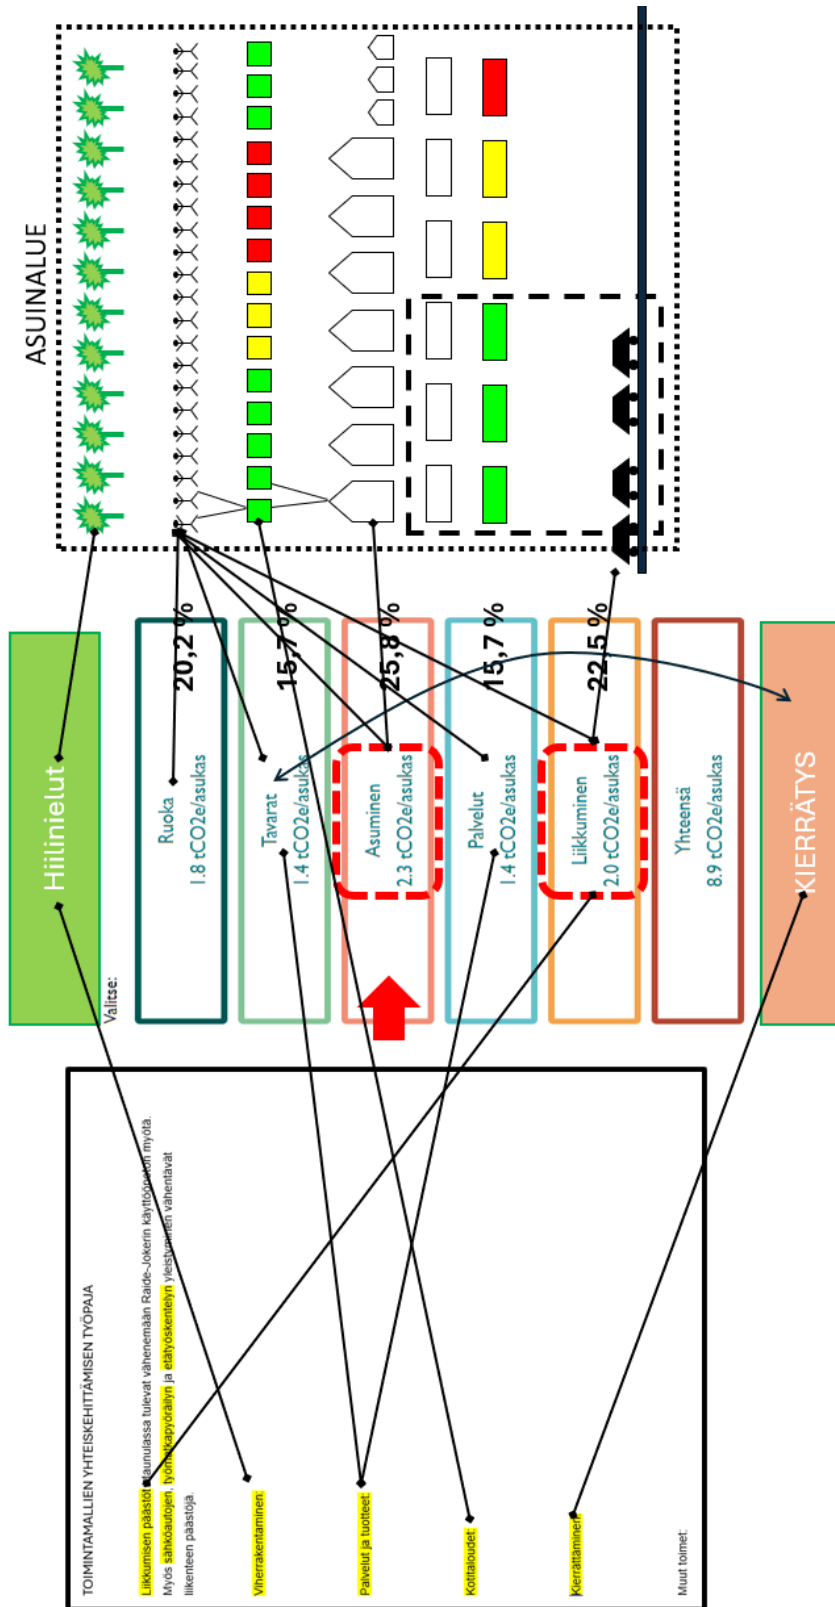 TOIMINTAMALLIEN YHTEISKEHITTÄMISEN TYÖPAJA
Liikkumisen päästöt taunulassa tulevat vähenemään Raide-Jokerin käyttöönoton myötä.
Myös sähköautojen, työmatkapyöräilyn ja etätyöskentelyn yleistyminen vähentävät
liikenteen päästöjä.
Viherrakentaminen:
Palvelut ja tuotteet:
Kotitaloudet:
Kierrättäminen:
Muut toimet:
Hiilinielut
Valitse:
Ruoka
1.8 tCO2e/asukas
20,2 %
Tavarat
1.4 tCO2e/asukas
15,7 %
Asuminen
2.3 tCO2e/asukas
25,8 %
Palvelut
1.4 tCO2e/asukas
15,7 %
Liikkuminen
2.0 tCO2e/asukas
22,5 %
Yhteensä
8.9 tCO2e/asukas
KIERRÄTYS
ASUINALUE